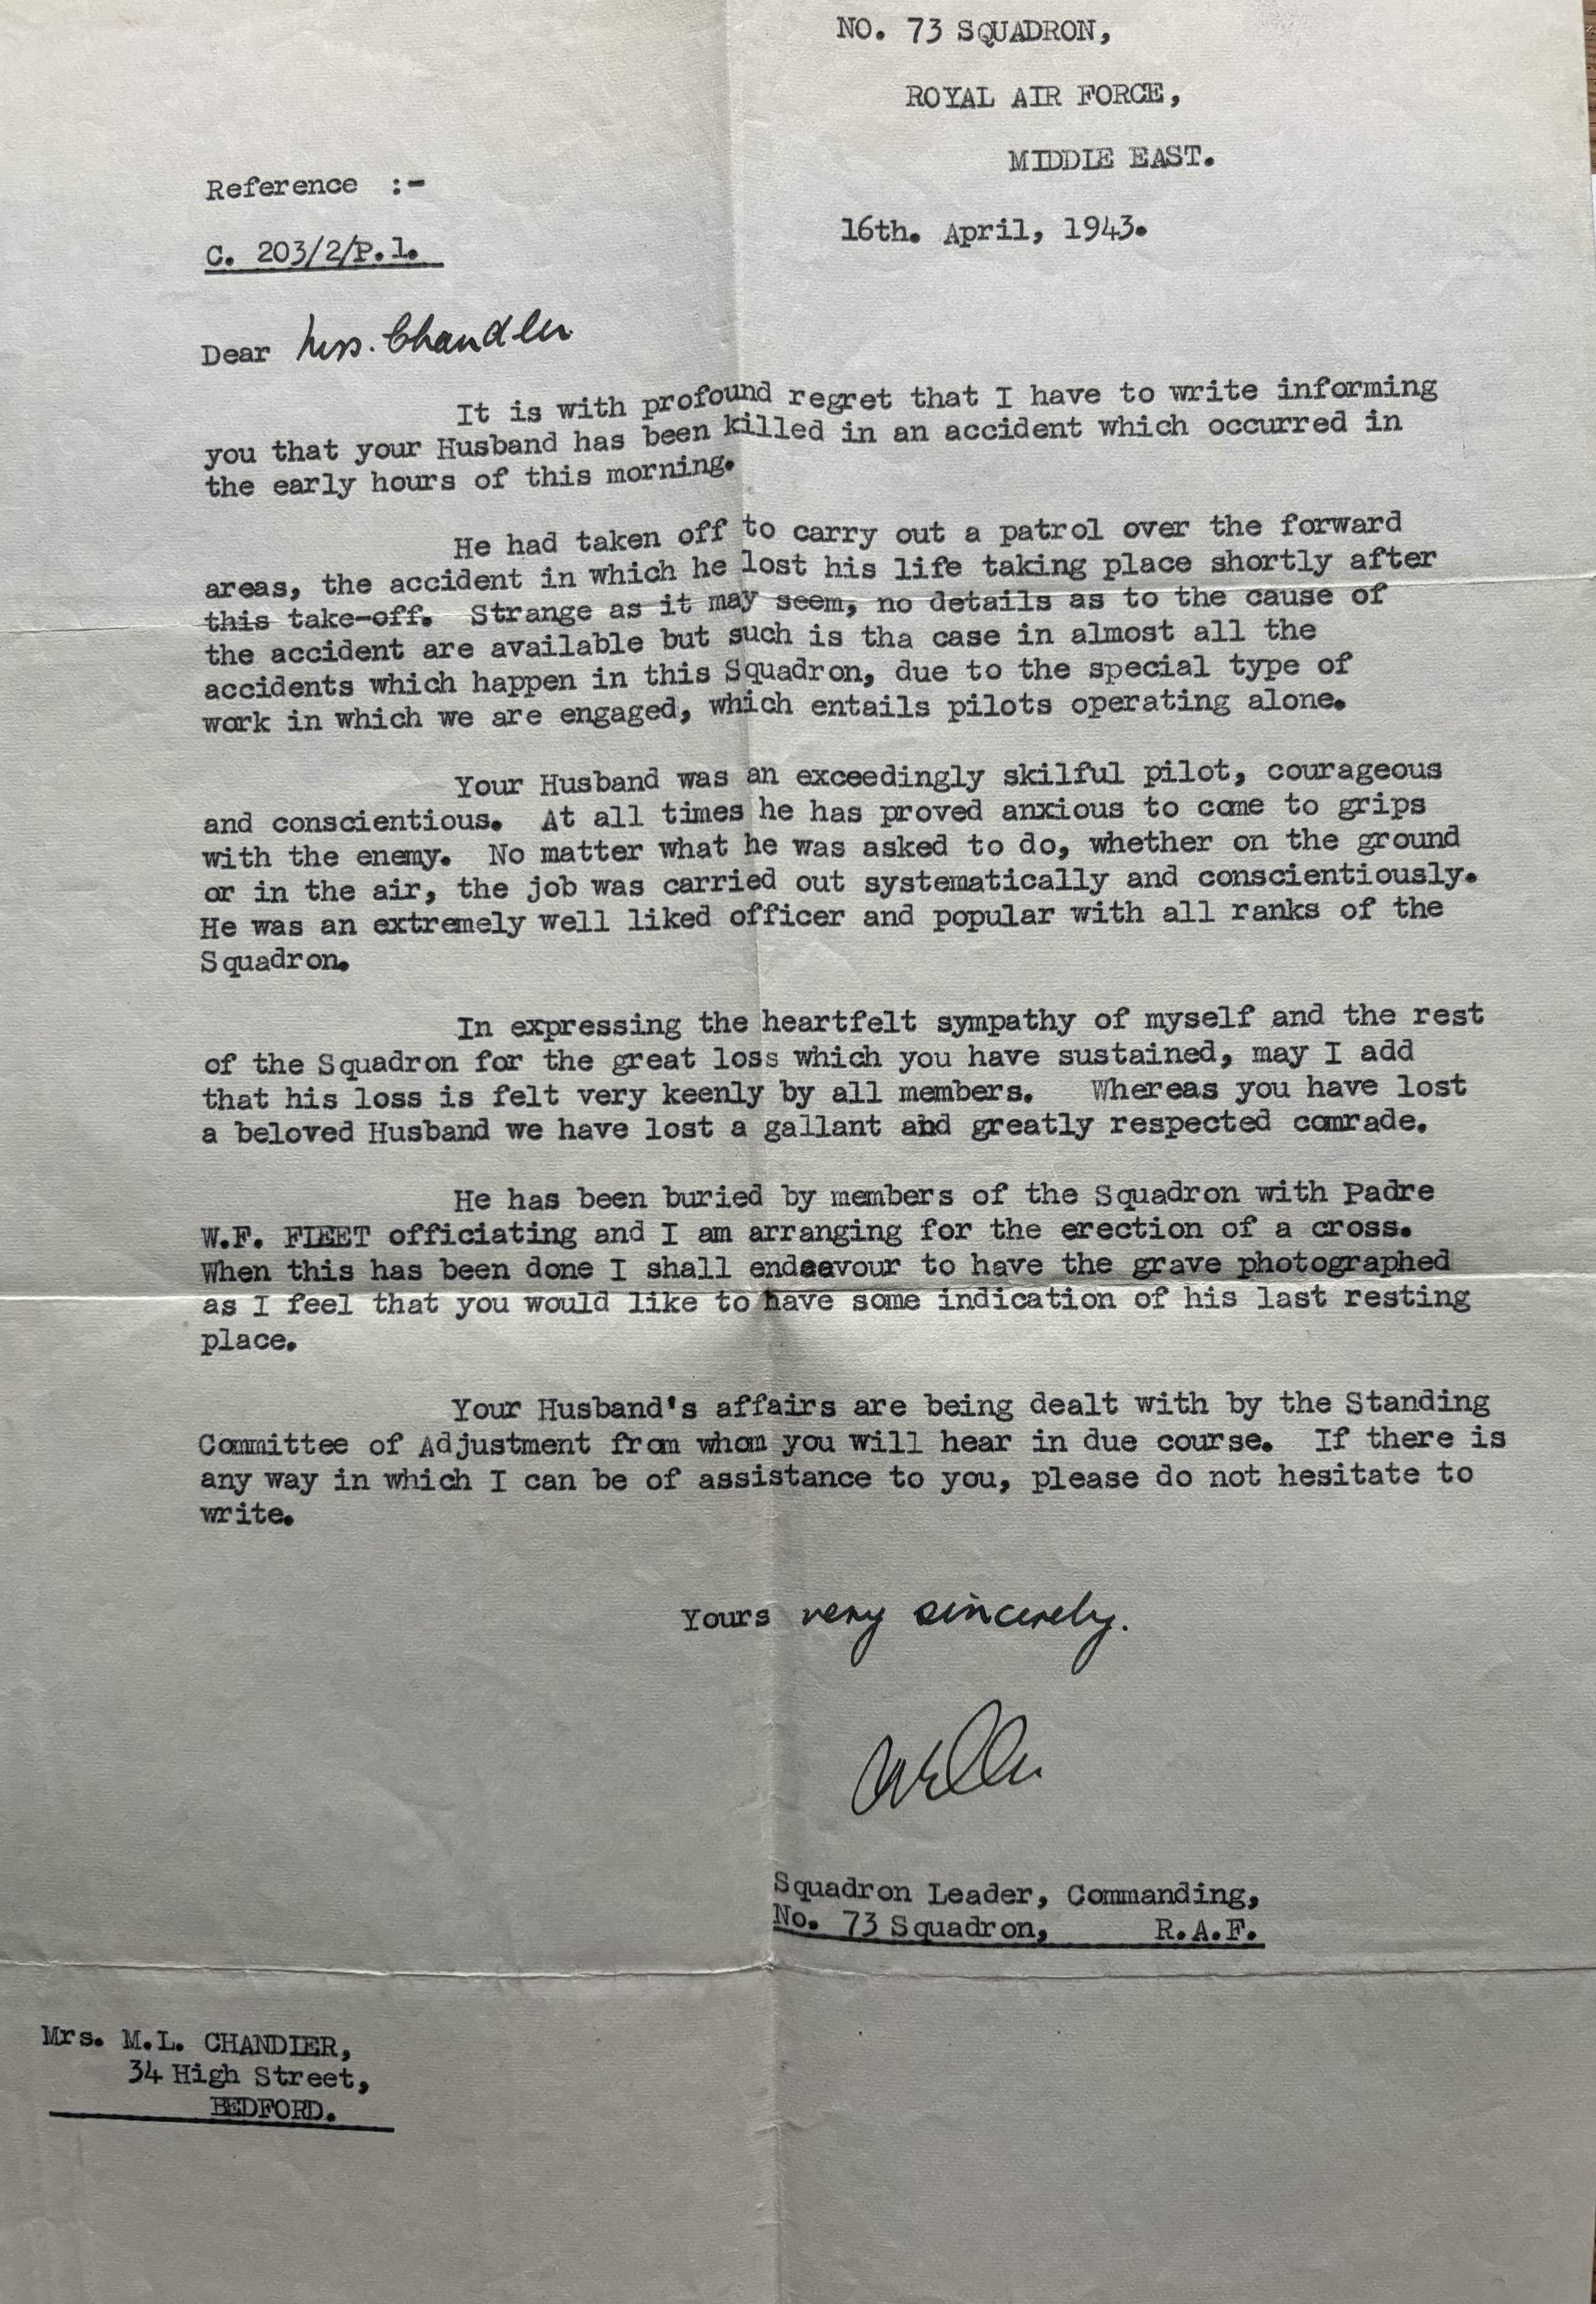 NO. 73 SQUADRON,
ROYAL AIR FORCE,
MIDDLE EAST.
Reference :-
16th. April, 1943.
C. 203/2/P.1.
Dear Mrs. Chandler
It is with profound regret that I have to write informing
you that your Husband has been killed in an accident which occurred in
the early hours of this morning.
He had taken off to carry out a patrol over the forward
areas, the accident in which he lost his life taking place shortly after
this take-off. Strange as it may seem, no details as to the cause of
the accident are available but such is tha case in almost all the
accidents which happen in this Squadron, due to the special type of
work in which we are engaged, which entails pilots operating alone.
Your Husband was an exceedingly skilful pilot, courageous
and conscientious. At all times he has proved anxious to come to grips
with the enemy. No matter what he was asked to do, whether on the ground
or in the air, the job was carried out systematically and conscientiously.
He was an extremely well liked officer and popular with all ranks of the
Squadron.
In expressing the heartfelt sympathy of myself and the rest
of the Squadron for the great loss which you have sustained, may I add
that his loss is felt very keenly by all members. Whereas you have lost
a beloved Husband we have lost a gallant and greatly respected comrade.
He has been buried by members of the Squadron with Padre
W.F. FLEET officiating and I am arranging for the erection of a cross.
When this has been done I shall endeavour to have the grave photographed
as I feel that you would like to have some indication of his last resting
place.
Your Husband's affairs are being dealt with by the Standing
Committee of Adjustment from whom you will hear in due course. If there is
any way in which I can be of assistance to you, please do not hesitate to
write.
Yours very sincerely.
Squadron Leader, Commanding,
No. 73 Squadron, R.A.F.
Mrs. M.L. CHANDLER,
34 High Street,
BEDFORD.